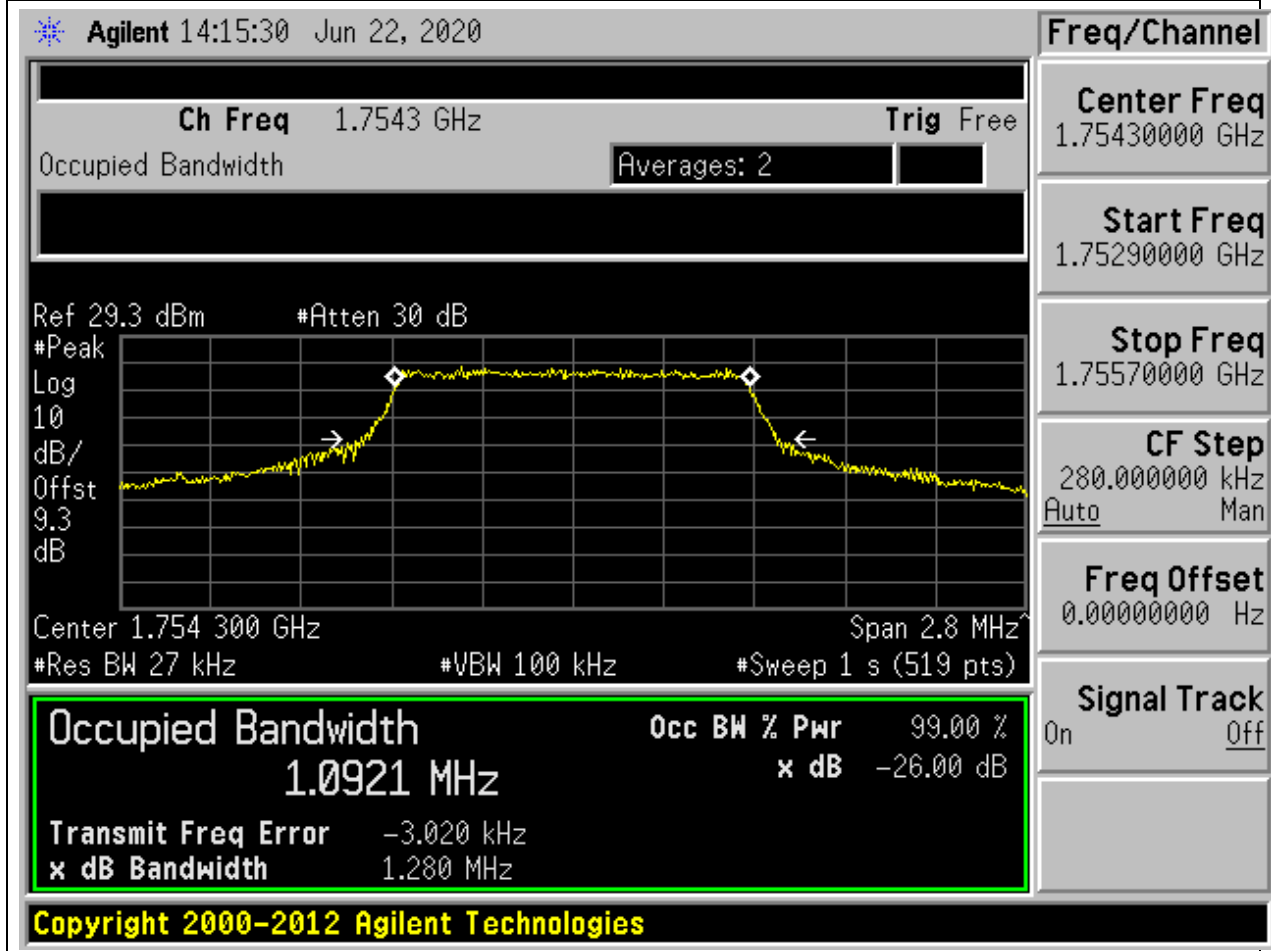 Agilent 14:15:30 Jun 22, 2020
Ch Freq 1.7543 GHz Trig Free
Occupied Bandwidth Averages: 2
Ref 29.3 dBm #Atten 30 dB
#Peak
Log
10
dB/
Offst
9.3
dB
Center 1.754 300 GHz Span 2.8 MHz^
#Res BW 27 kHz #VBW 100 kHz #Sweep 1 s (519 pts)
Occupied Bandwidth Occ BW % Pwr 99.00 %
1.0921 MHz x dB -26.00 dB
Transmit Freq Error -3.020 kHz
x dB Bandwidth 1.280 MHz
Copyright 2000-2012 Agilent Technologies
Freq/Channel
Center Freq
1.75430000 GHz
Start Freq
1.75290000 GHz
Stop Freq
1.75570000 GHz
CF Step
280.000000 kHz
Auto Man
Freq Offset
0.00000000 Hz
Signal Track
On Off